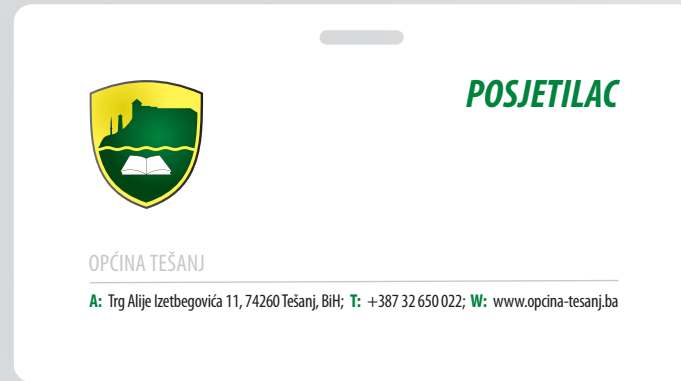 POSJETILAC
OPĆINA TEŠANJ
A: Trg Alije Izetbegovića 11, 74260 Tešanj, BiH; T: +387 32 650 022; W: www.opcina-tesanj.ba